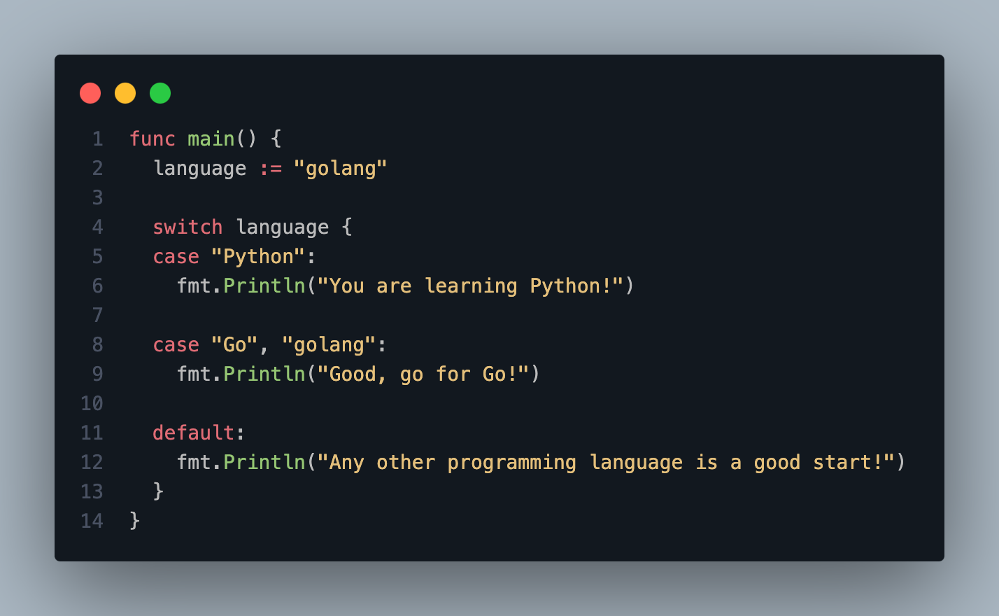 1 func main() {
2   language := "golang"
3
4   switch language {
5   case "Python":
6     fmt.Println("You are learning Python!")
7
8   case "Go", "golang":
9     fmt.Println("Good, go for Go!")
10
11   default:
12     fmt.Println("Any other programming language is a good start!")
13   }
14 }